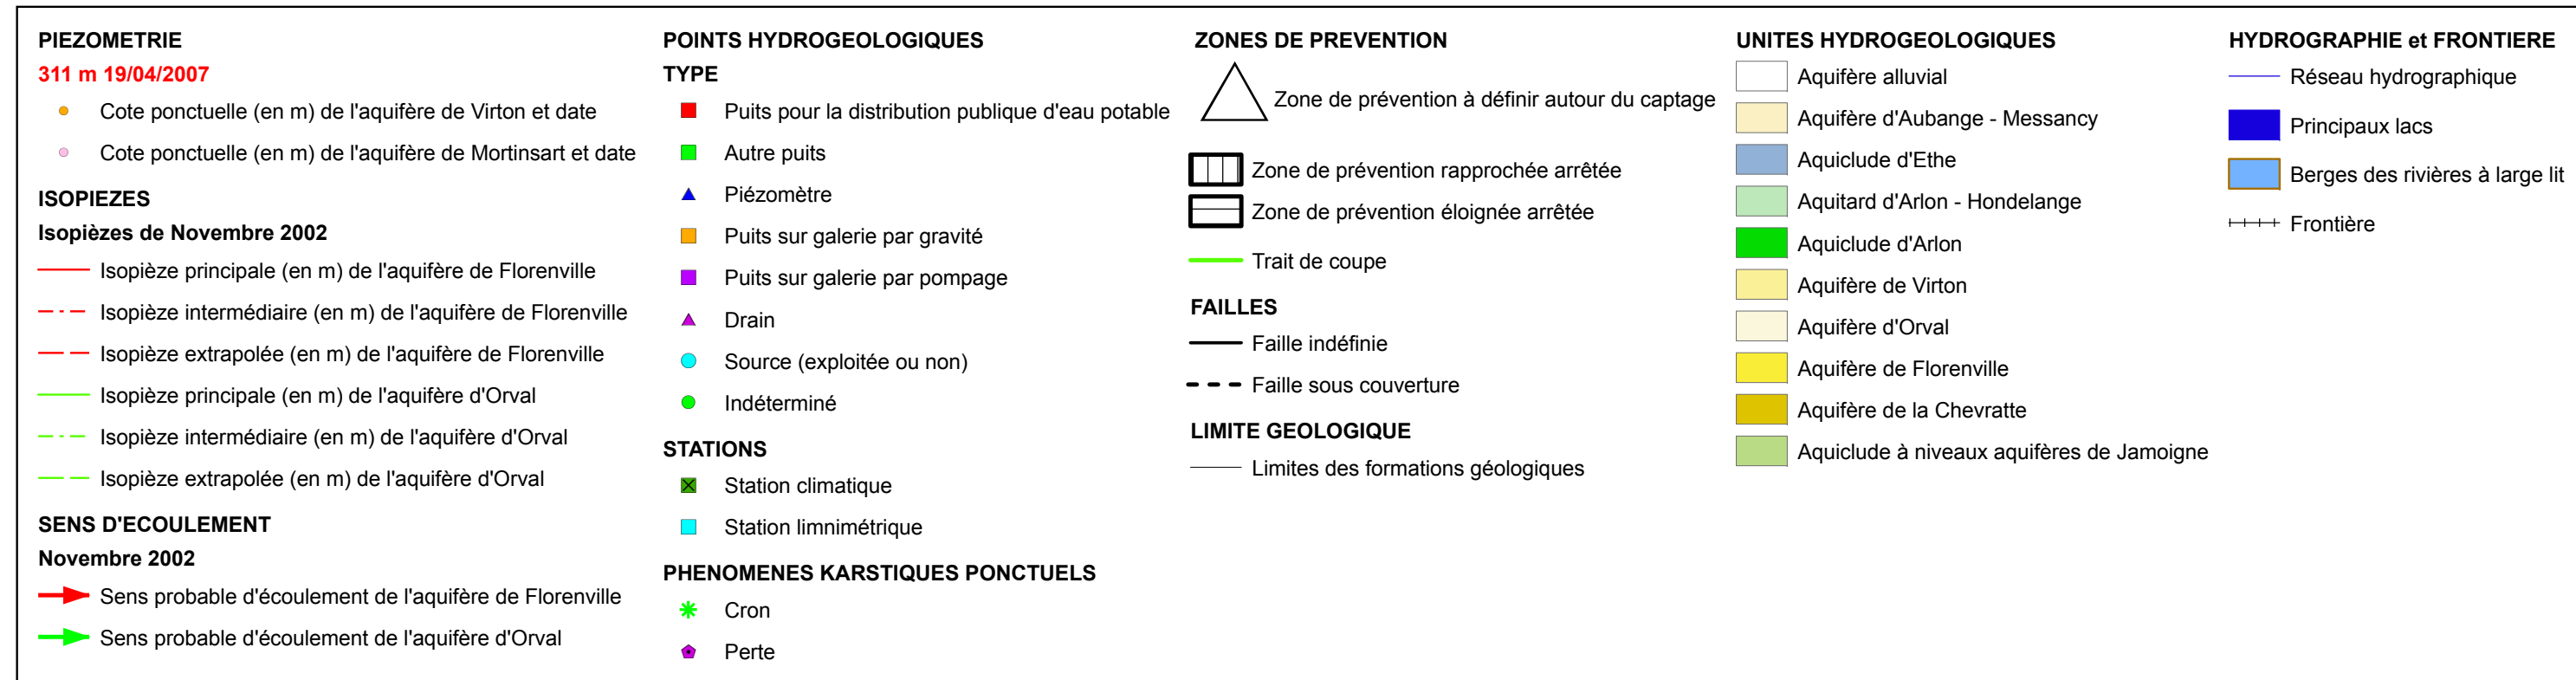 PIEZOMETRIE
311 m 19/04/2007
Cote ponctuelle (en m) de l'aquifère de Virton et date
Cote ponctuelle (en m) de l'aquifère de Mortinsart et date
ISOPIEZES
Isopièzes de Novembre 2002
Isopièze principale (en m) de l'aquifère de Florenville
Isopièze intermédiaire (en m) de l'aquifère de Florenville
Isopièze extrapolée (en m) de l'aquifère de Florenville
Isopièze principale (en m) de l'aquifère d'Orval
Isopièze intermédiaire (en m) de l'aquifère d'Orval
Isopièze extrapolée (en m) de l'aquifère d'Orval
SENS D'ECOULEMENT
Novembre 2002
Sens probable d'écoulement de l'aquifère de Florenville
Sens probable d'écoulement de l'aquifère d'Orval
POINTS HYDROGEOLOGIQUES
TYPE
Puits pour la distribution publique d'eau potable
Autre puits
Piézomètre
Puits sur galerie par gravité
Puits sur galerie par pompage
Drain
Source (exploitée ou non)
Indéterminé
STATIONS
Station climatique
Station limnimétrique
PHENOMENES KARSTIQUES PONCTUELS
Cron
Perte
ZONES DE PREVENTION
Zone de prévention à définir autour du captage
Zone de prévention rapprochée arrêtée
Zone de prévention éloignée arrêtée
Trait de coupe
FAILLES
Faille indéfinie
Faille sous couverture
LIMITE GEOLOGIQUE
Limites des formations géologiques
UNITES HYDROGEOLOGIQUES
Aquifère alluvial
Aquifère d'Aubange - Messancy
Aquiclude d'Ethe
Aquitard d'Arlon - Hondelange
Aquiclude d'Arlon
Aquifère de Virton
Aquifère d'Orval
Aquifère de Florenville
Aquifère de la Chevratte
Aquiclude à niveaux aquifères de Jamoigne
HYDROGRAPHIE et FRONTIERE
Réseau hydrographique
Principaux lacs
Berges des rivières à large lit
Frontière